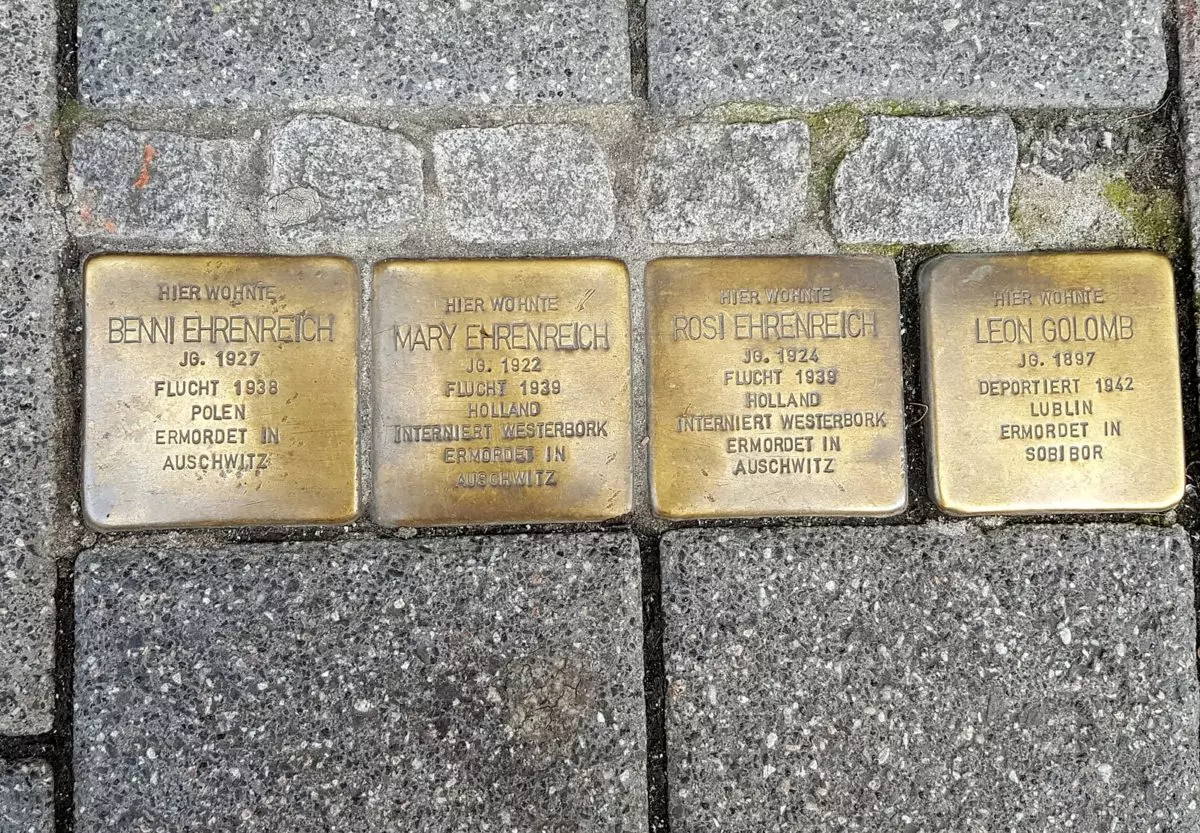 HIER WOHNTE
BENNI EHRENREICH
JG. 1927
FLUCHT 1938
POLEN
ERMORDET IN
AUSCHWITZ
HIER WOHNTE
MARY EHRENREICH
JG. 1922
FLUCHT 1939
HOLLAND
INTERNIERT WESTERBORK
ERMORDET IN
AUSCHWITZ
HIER WOHNTE
ROSI EHRENREICH
JG. 1924
FLUCHT 1939
HOLLAND
INTERNIERT WESTERBORK
ERMORDET IN
AUSCHWITZ
HIER WOHNTE
LEON GOLOMB
JG. 1897
DEPORTIERT 1942
LUBLIN
ERMORDET IN
SOBIBOR